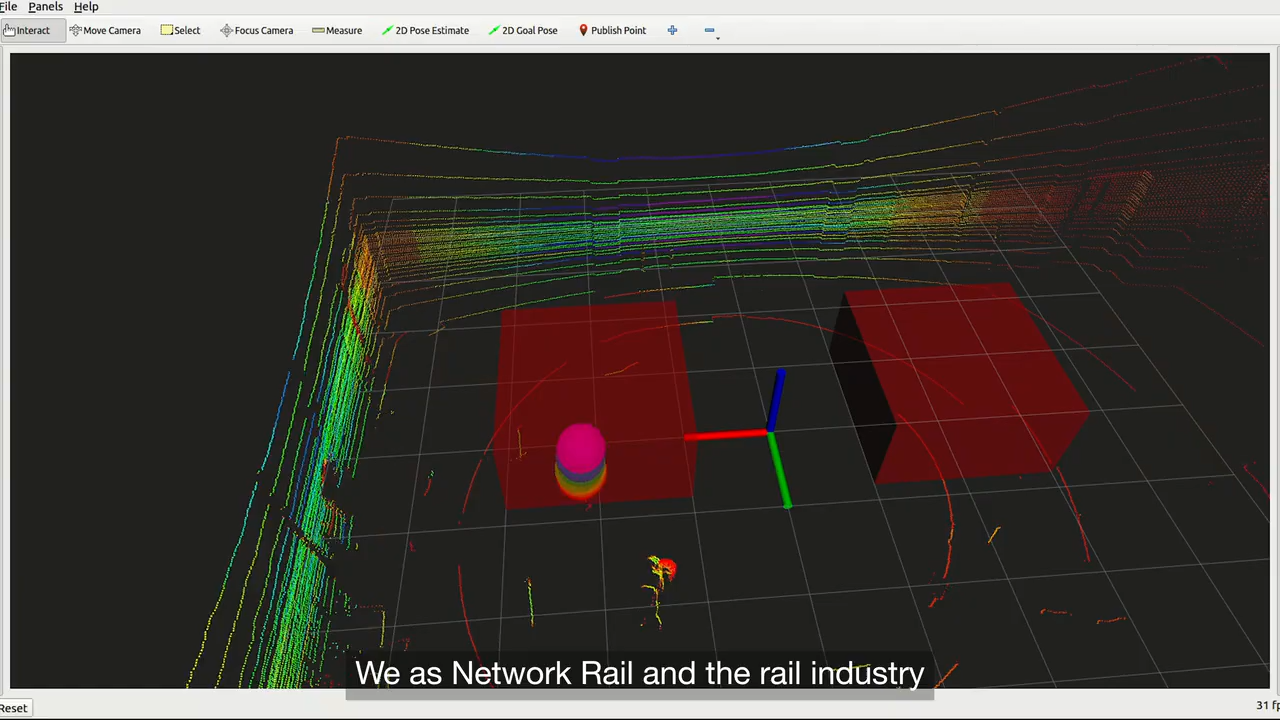 File Panels Help
Interact Move Camera Select Focus Camera Measure 2D Pose Estimate 2D Goal Pose Publish Point
We as Network Rail and the rail industry
Reset
31 fp